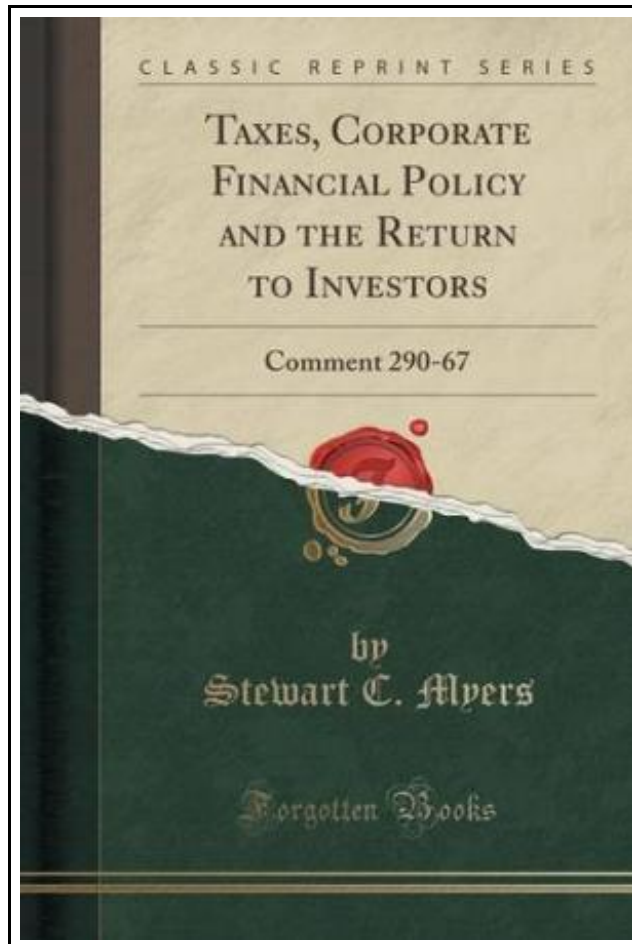 CLASSIC REPRINT SERIES
TAXES, CORPORATE
FINANCIAL POLICY
AND THE RETURN
TO INVESTORS
Comment 290-67
F
by
Stewart C. Myers
Forgotten Books